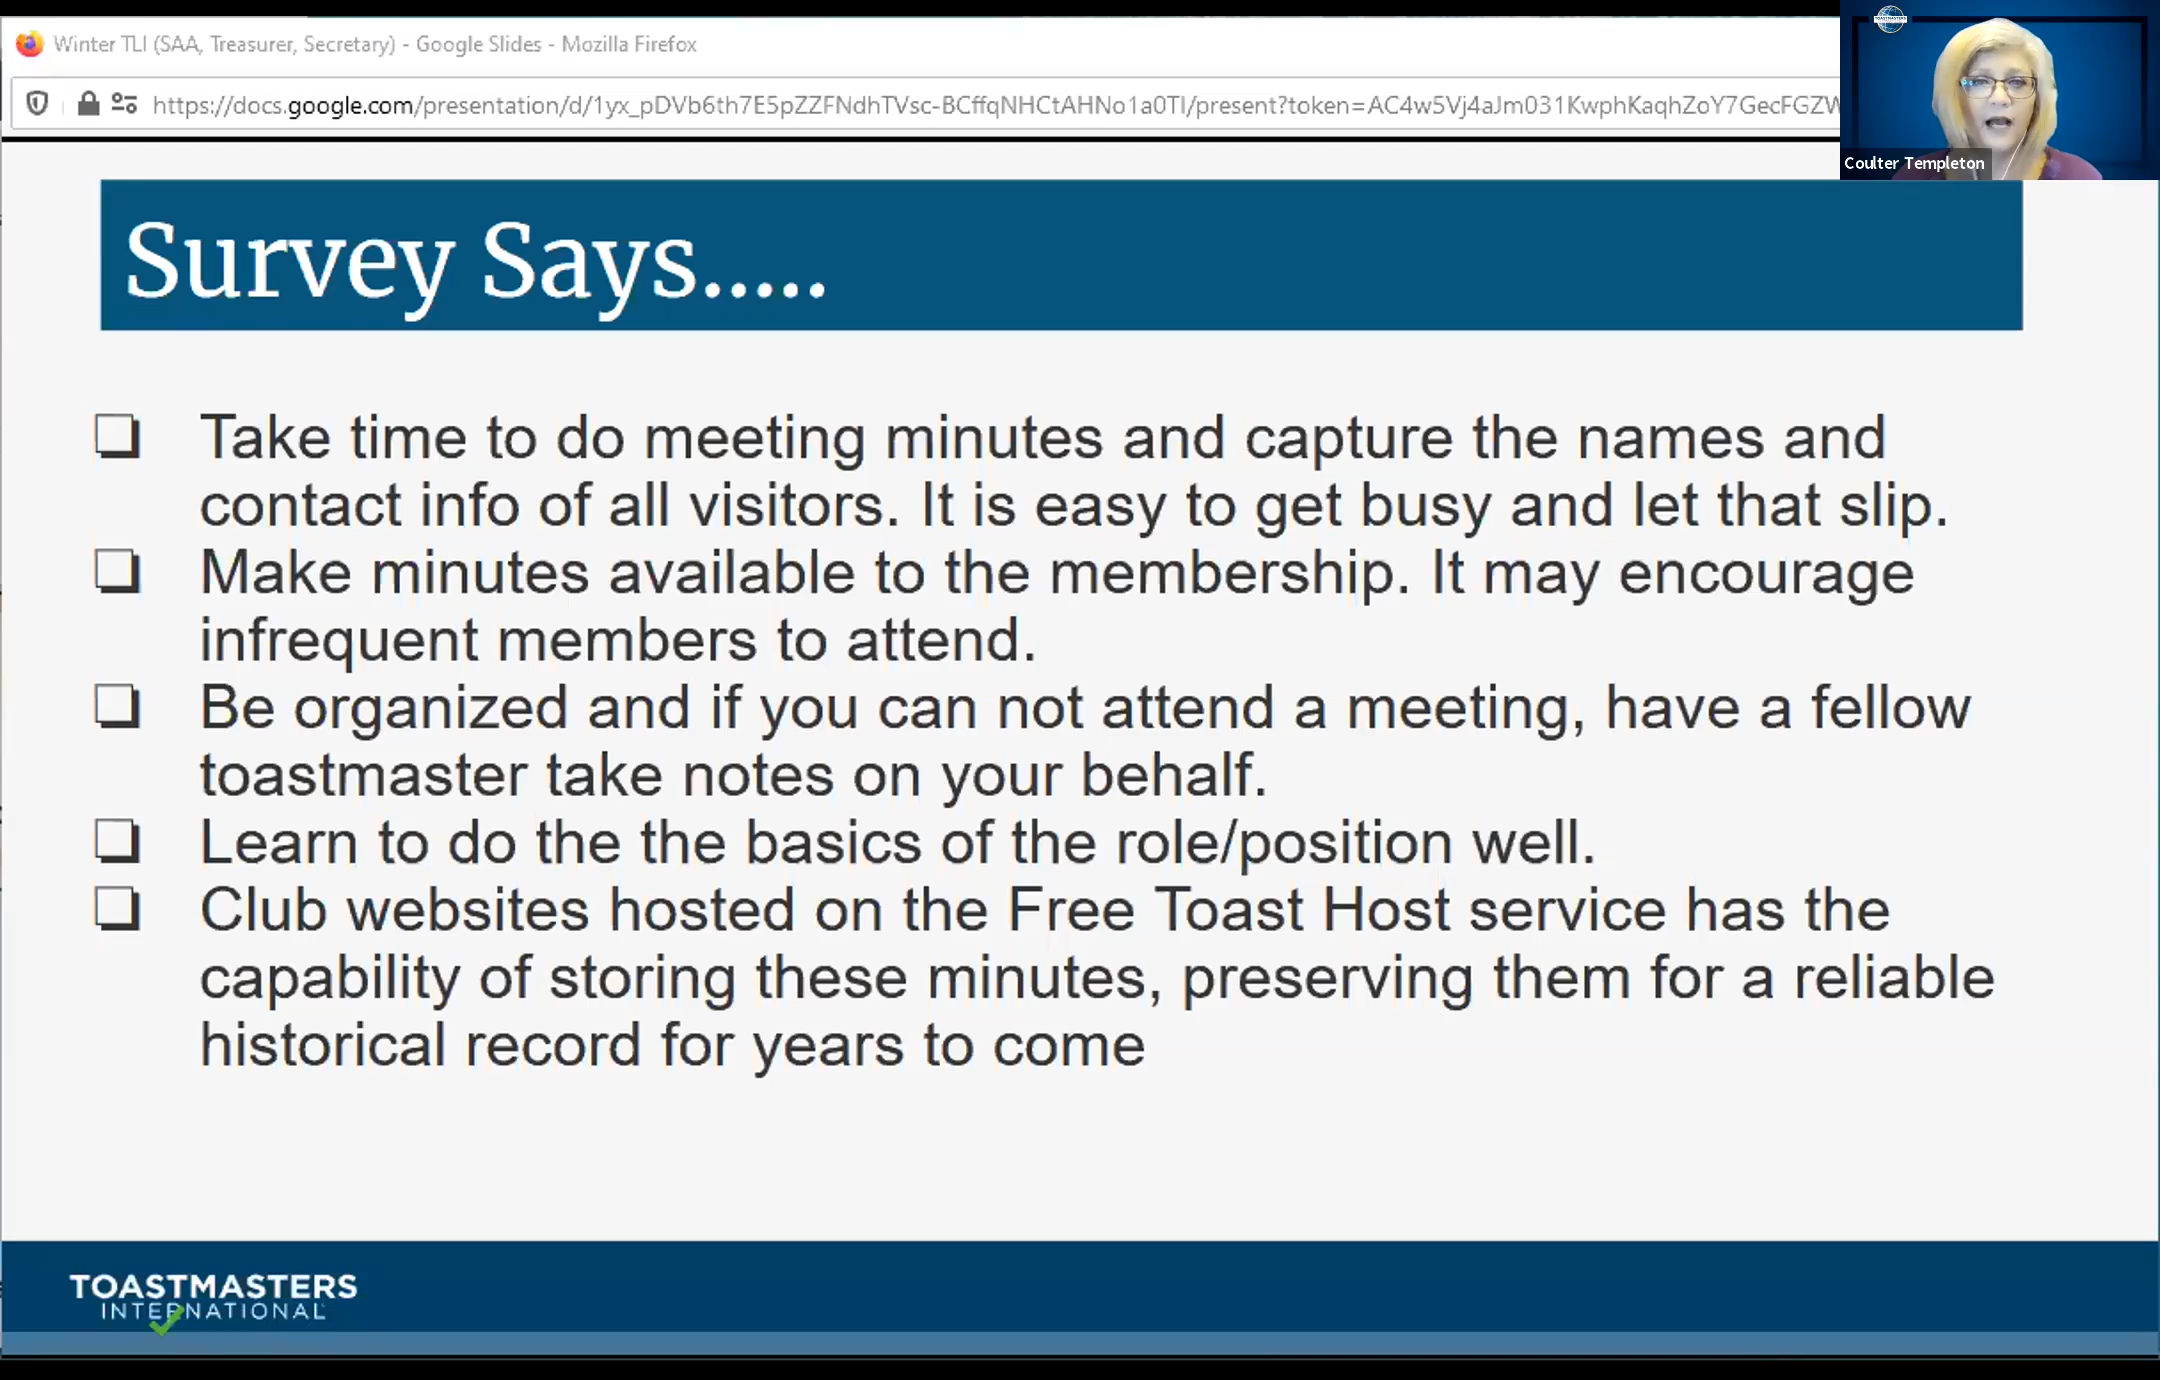 Winter TLI (SAA, Treasurer, Secretary) - Google Slides - Mozilla Firefox
https://docs.google.com/presentation/d/1yx_pDVb6th7E5pZZFNdhTVsc-BCffqNHCtAHNo1a0TI/present?token=AC4w5Vj4aJm031KwphKaqhZoY7GecFGZW
TOASTMASTERS
Coulter Templeton
Survey Says.....
❏ Take time to do meeting minutes and capture the names and
contact info of all visitors. It is easy to get busy and let that slip.
❏ Make minutes available to the membership. It may encourage
infrequent members to attend.
❏ Be organized and if you can not attend a meeting, have a fellow
toastmaster take notes on your behalf.
❏ Learn to do the the basics of the role/position well.
❏ Club websites hosted on the Free Toast Host service has the
capability of storing these minutes, preserving them for a reliable
historical record for years to come
TOASTMASTERS
INTERNATIONAL